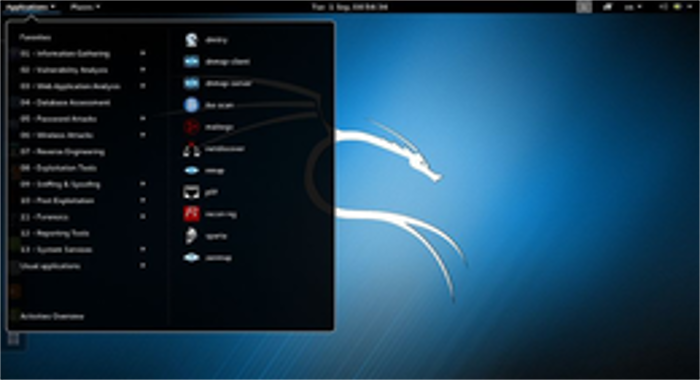 Applications Places Tue 1 Sep,
Favorites
01 - Information Gathering
02 - Vulnerability Analysis
03 - Web Application Analysis
04 - Database Assessment
05 - Password Attacks
06 - Wireless Attacks
07 - Reverse Engineering
08 - Exploitation Tools
09 - Sniffing & Spoofing
10 - Post Exploitation
11 - Forensics
12 - Reporting Tools
13 - System Services
Usual applications
Activities Overview
dmitry
dnmap-client
dnmap-server
ike-scan
maltego
netdiscover
nmap
p0f
recon-ng
sparta
zenmap